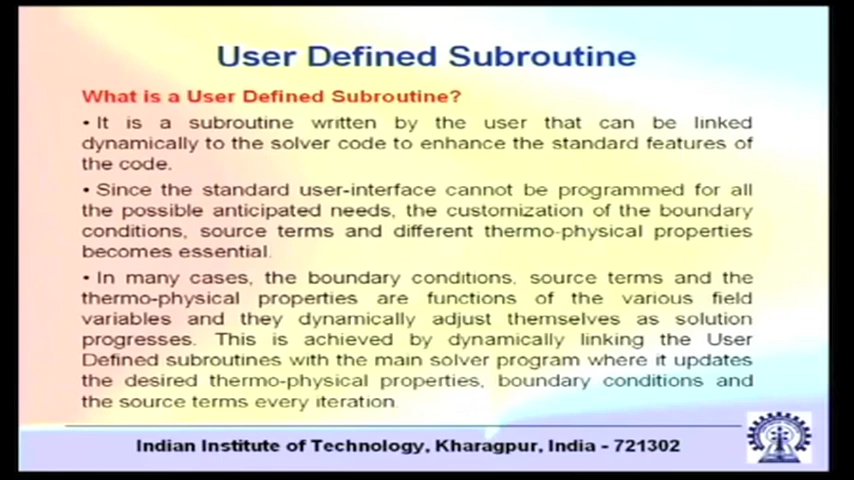 User Defined Subroutine
What is a User Defined Subroutine?
• It is a subroutine written by the user that can be linked
dynamically to the solver code to enhance the standard features of
the code.
• Since the standard user-interface cannot be programmed for all
the possible anticipated needs, the customization of the boundary
conditions, source terms and different thermo-physical properties
becomes essential.
• In many cases, the boundary conditions, source terms and the
thermo-physical properties are functions of the various field
variables and they dynamically adjust themselves as solution
progresses. This is achieved by dynamically linking the User
Defined subroutines with the main solver program where it updates
the desired thermo-physical properties, boundary conditions and
the source terms every iteration.
Indian Institute of Technology, Kharagpur, India - 721302